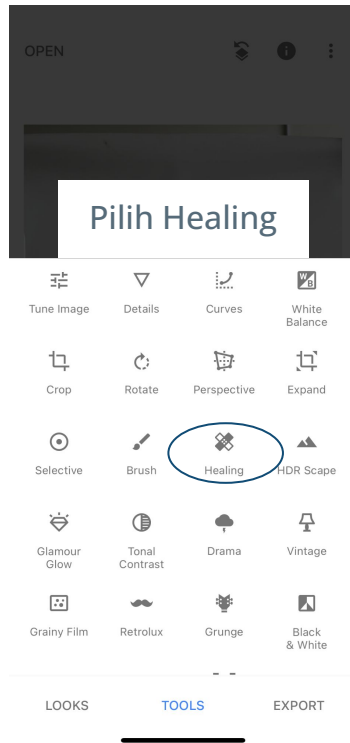 OPEN
Pilih Healing
Tune Image
Details
Curves
W
B
White
Balance
Crop
Rotate
Perspective
Expand
Selective
Brush
Healing
HDR Scape
Glamour
Glow
Tonal
Contrast
Drama
Vintage
Grainy Film
Retrolux
Grunge
Black
& White
LOOKS
TOOLS
EXPORT